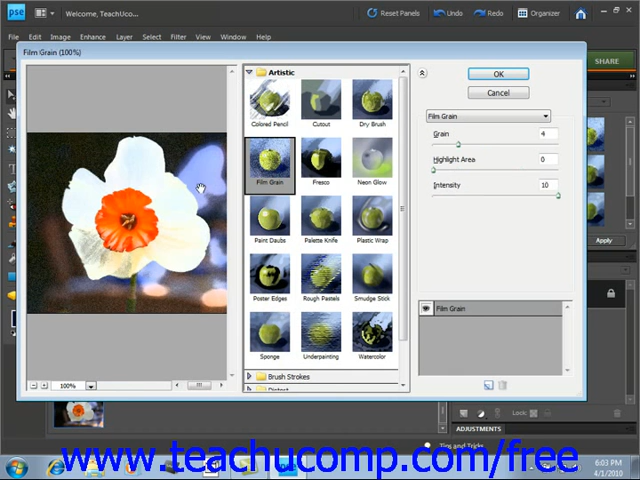 pse
Welcome, TeachUco...
Reset Panels
Undo
Redo
Organizer
File Edit Image Enhance Layer Select Filter View Window Help
SHARE
Film Grain (100%)
Artistic
Colored Pencil Cutout Dry Brush
Film Grain Fresco Neon Glow
Paint Daubs Palette Knife Plastic Wrap
Poster Edges Rough Pastels Smudge Stick
Sponge Underpainting Watercolor
Brush Strokes
OK
Cancel
Film Grain
Grain 4
Highlight Area 0
Intensity 10
Apply
Film Grain
100%
Lock:
ADJUSTMENTS
Tips and Tricks
www.teachucomp.com/free
6:03 PM
4/1/2010